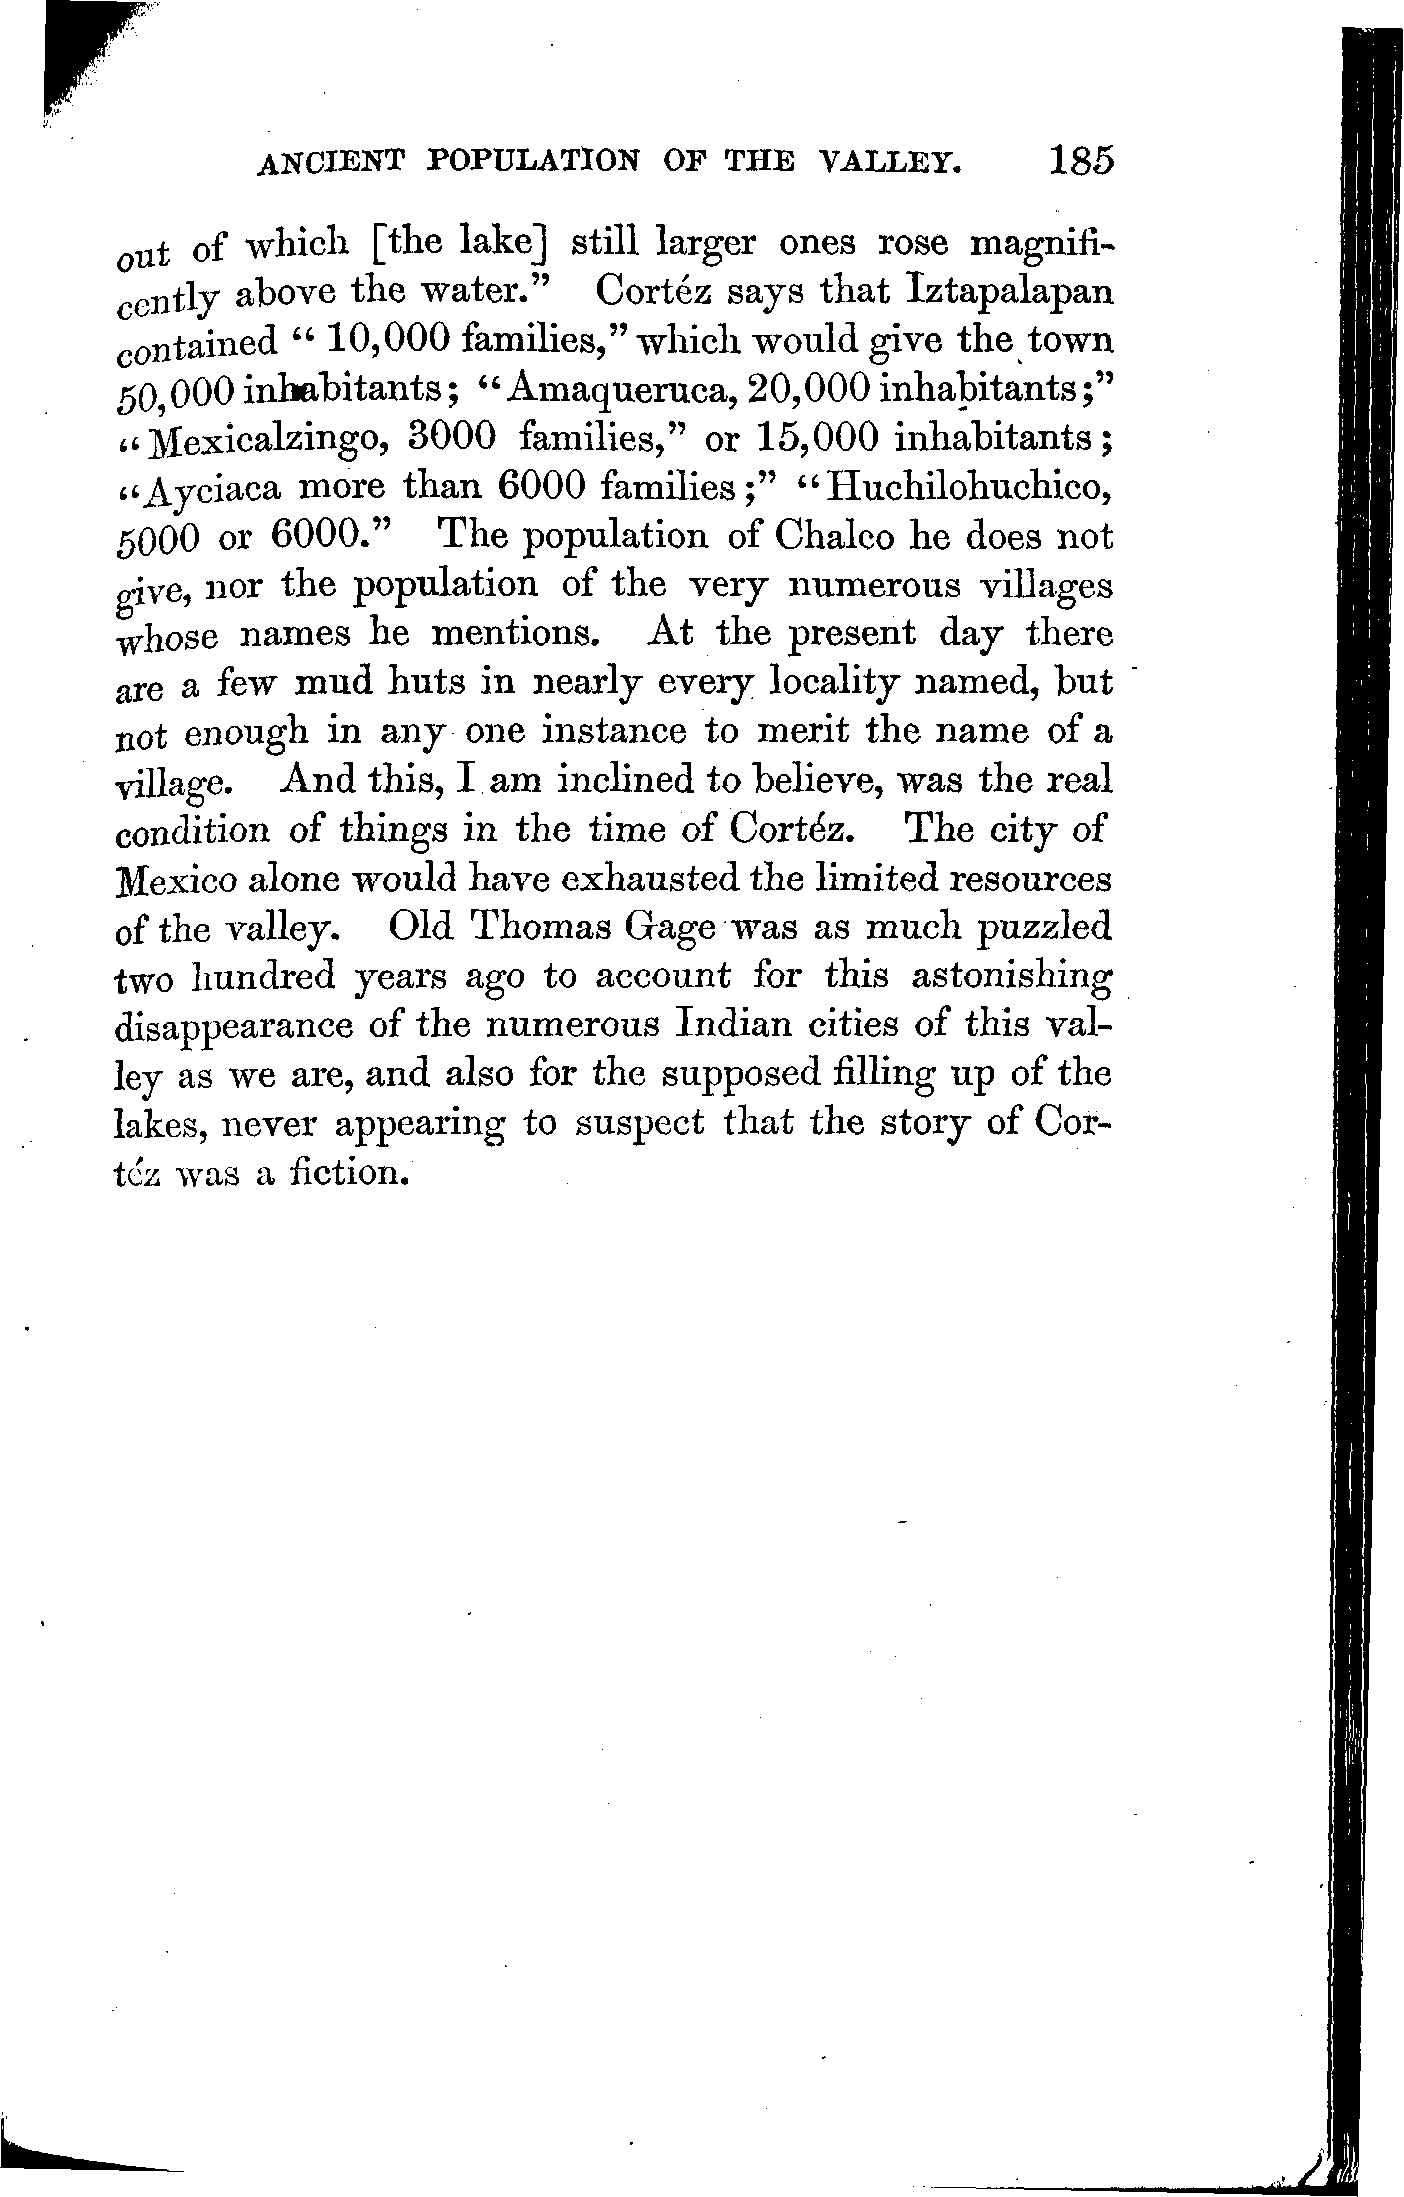 ANCIENT POPULATION OF THE VALLEY. 185
out of which [the lake] still larger ones rose magnifi-
cently above the water." Cortéz says that Iztapalapan
contained "10,000 families," which would give the town
50,000 inhabitants; "Amaqueruca, 20,000 inhabitants;"
"Mexicalzingo, 3000 families," or 15,000 inhabitants;
"Ayciaca more than 6000 families;" "Huchilohuchico,
5000 or 6000." The population of Chalco he does not
give, nor the population of the very numerous villages
whose names he mentions. At the present day there
are a few mud huts in nearly every locality named, but
not enough in any one instance to merit the name of a
village. And this, I am inclined to believe, was the real
condition of things in the time of Cortéz. The city of
Mexico alone would have exhausted the limited resources
of the valley. Old Thomas Gage was as much puzzled
two hundred years ago to account for this astonishing
disappearance of the numerous Indian cities of this val-
ley as we are, and also for the supposed filling up of the
lakes, never appearing to suspect that the story of Cor-
téz was a fiction.